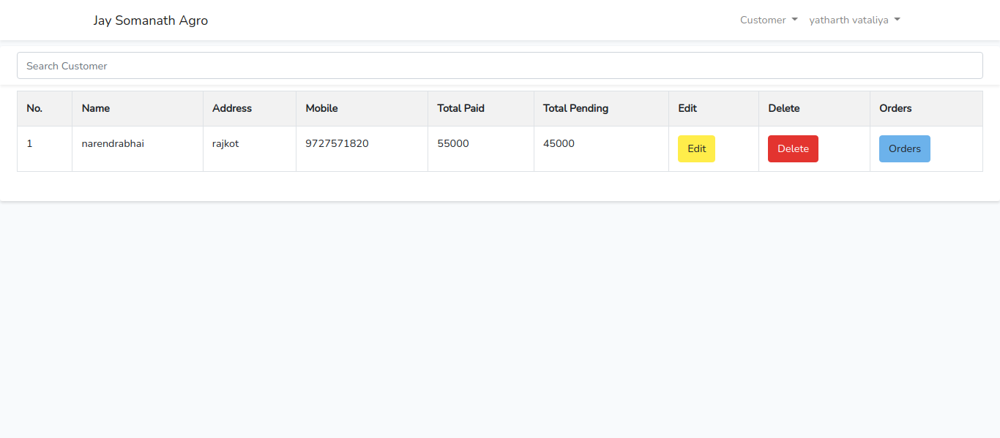 Jay Somanath Agro Customer yatharth vataliya
Search Customer
No. Name Address Mobile Total Paid Total Pending Edit Delete Orders
1 narendrabhai rajkot 9727571820 55000 45000 Edit Delete Orders